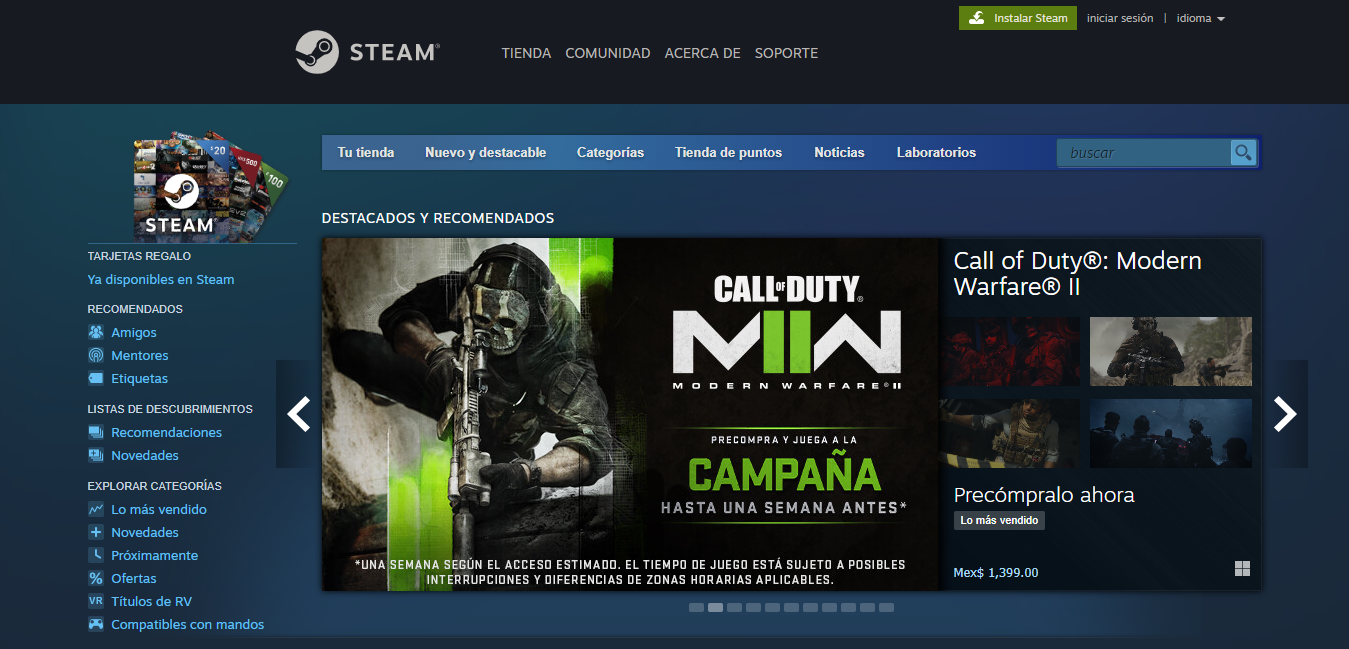 Instalar Steam
iniciar sesión | idioma
STEAM®
TIENDA
COMUNIDAD
ACERCA DE
SOPORTE
$20
500
$100
STEAM
TARJETAS REGALO
Ya disponibles en Steam
RECOMENDADOS
Amigos
Mentores
Etiquetas
LISTAS DE DESCUBRIMIENTOS
Recomendaciones
Novedades
EXPLORAR CATEGORÍAS
Lo más vendido
Novedades
Próximamente
Ofertas
VR Títulos de RV
Compatibles con mandos
Tu tienda
Nuevo y destacable
Categorías
Tienda de puntos
Noticias
Laboratorios
buscar
DESTACADOS Y RECOMENDADOS
CALL OF DUTY®
MWII
MODERN WARFARE® II
PRECOMPRA Y JUEGA A LA
CAMPAÑA
HASTA UNA SEMANA ANTES*
*UNA SEMANA SEGÚN EL ACCESO ESTIMADO. EL TIEMPO DE JUEGO ESTÁ SUJETO A POSIBLES
INTERRUPCIONES Y DIFERENCIAS DE ZONAS HORARIAS APLICABLES.
Call of Duty®: Modern
Warfare® II
Precómpralo ahora
Lo más vendido
Mex$ 1,399.00